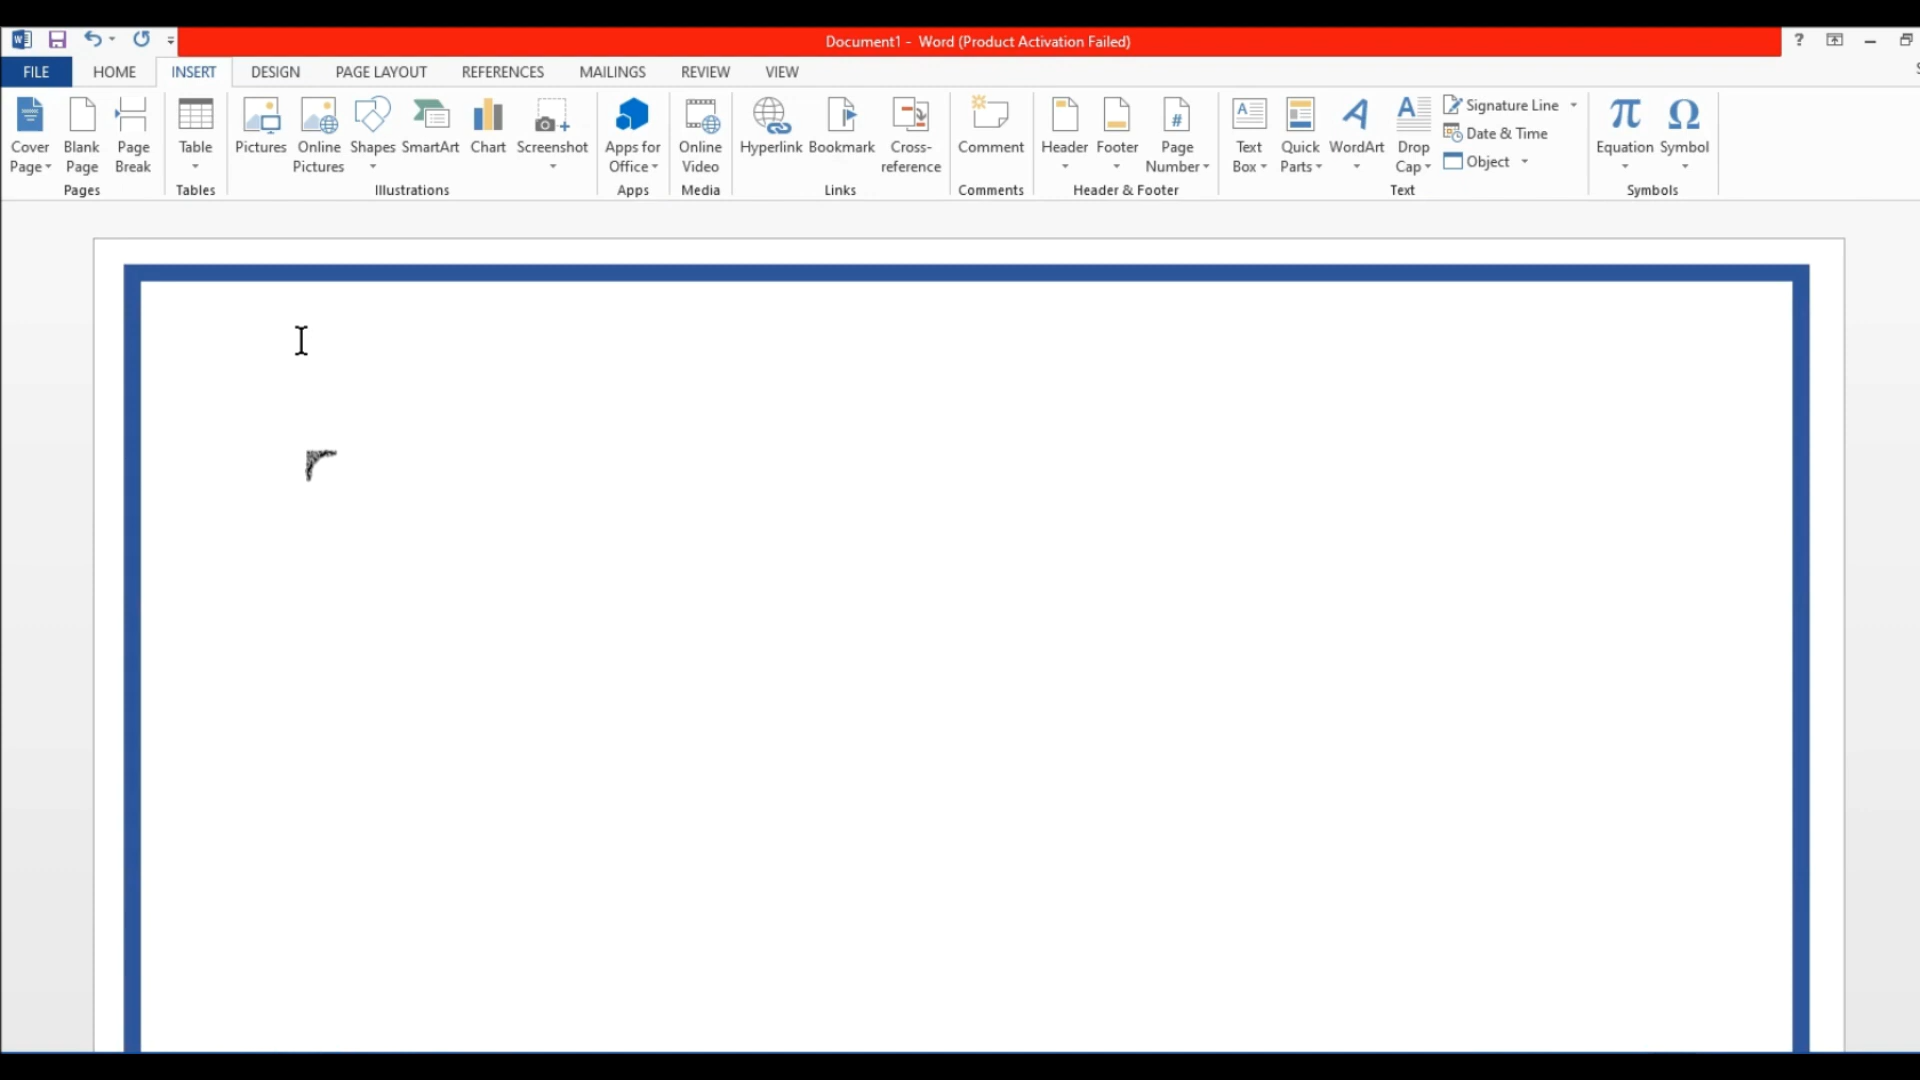 Document1 - Word (Product Activation Failed)
FILE HOME INSERT DESIGN PAGE LAYOUT REFERENCES MAILINGS REVIEW VIEW
Cover Page
Blank Page
Page Break
Pages
Table
Tables
Pictures
Online Pictures
Shapes
SmartArt
Chart
Screenshot
Illustrations
Apps for Office
Apps
Online Video
Media
Hyperlink
Bookmark
Cross-reference
Links
Comment
Comments
Header
Footer
Page Number
Header & Footer
Text Box
Quick Parts
WordArt
Drop Cap
Signature Line
Date & Time
Object
Text
Equation
Symbol
Symbols